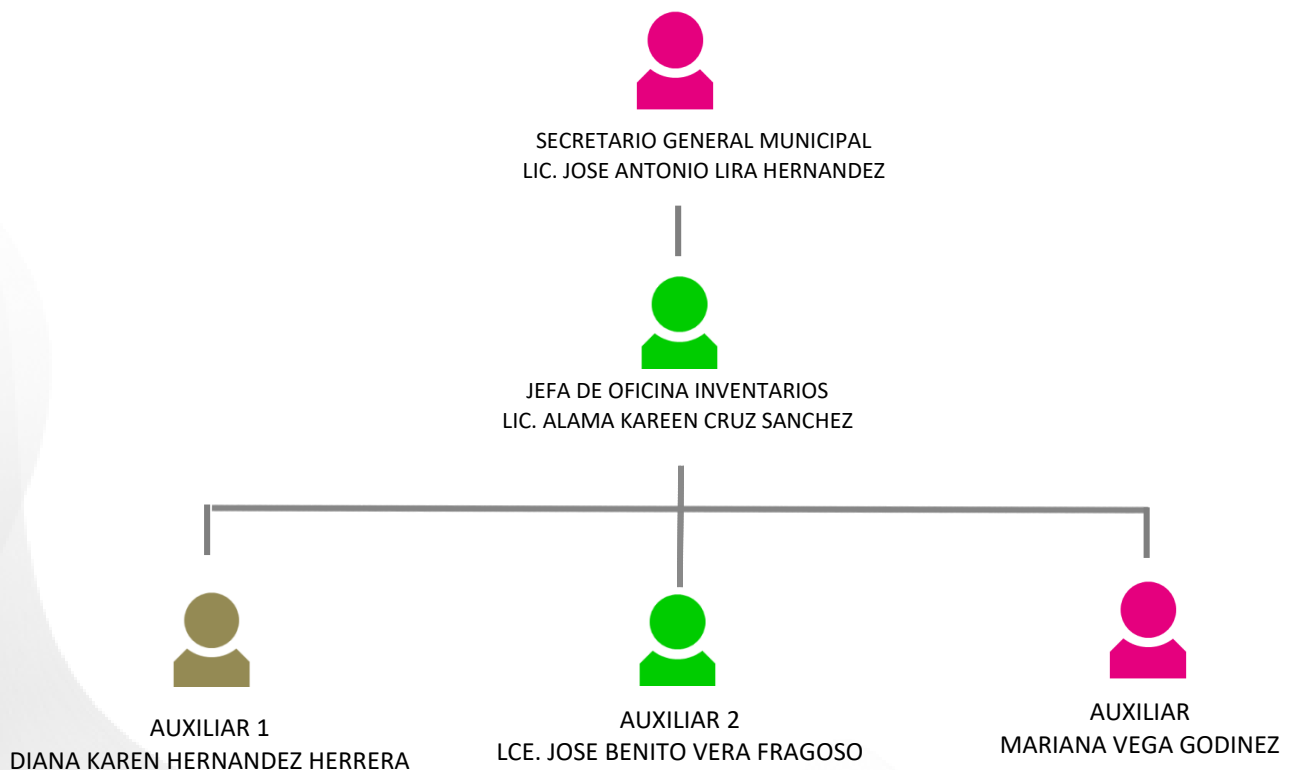 SECRETARIO GENERAL MUNICIPAL
LIC. JOSE ANTONIO LIRA HERNANDEZ
JEFA DE OFICINA INVENTARIOS
LIC. ALAMA KAREEN CRUZ SANCHEZ
AUXILIAR 1
DIANA KAREN HERNANDEZ HERRERA
AUXILIAR 2
LCE. JOSE BENITO VERA FRAGOSO
AUXILIAR
MARIANA VEGA GODINEZ